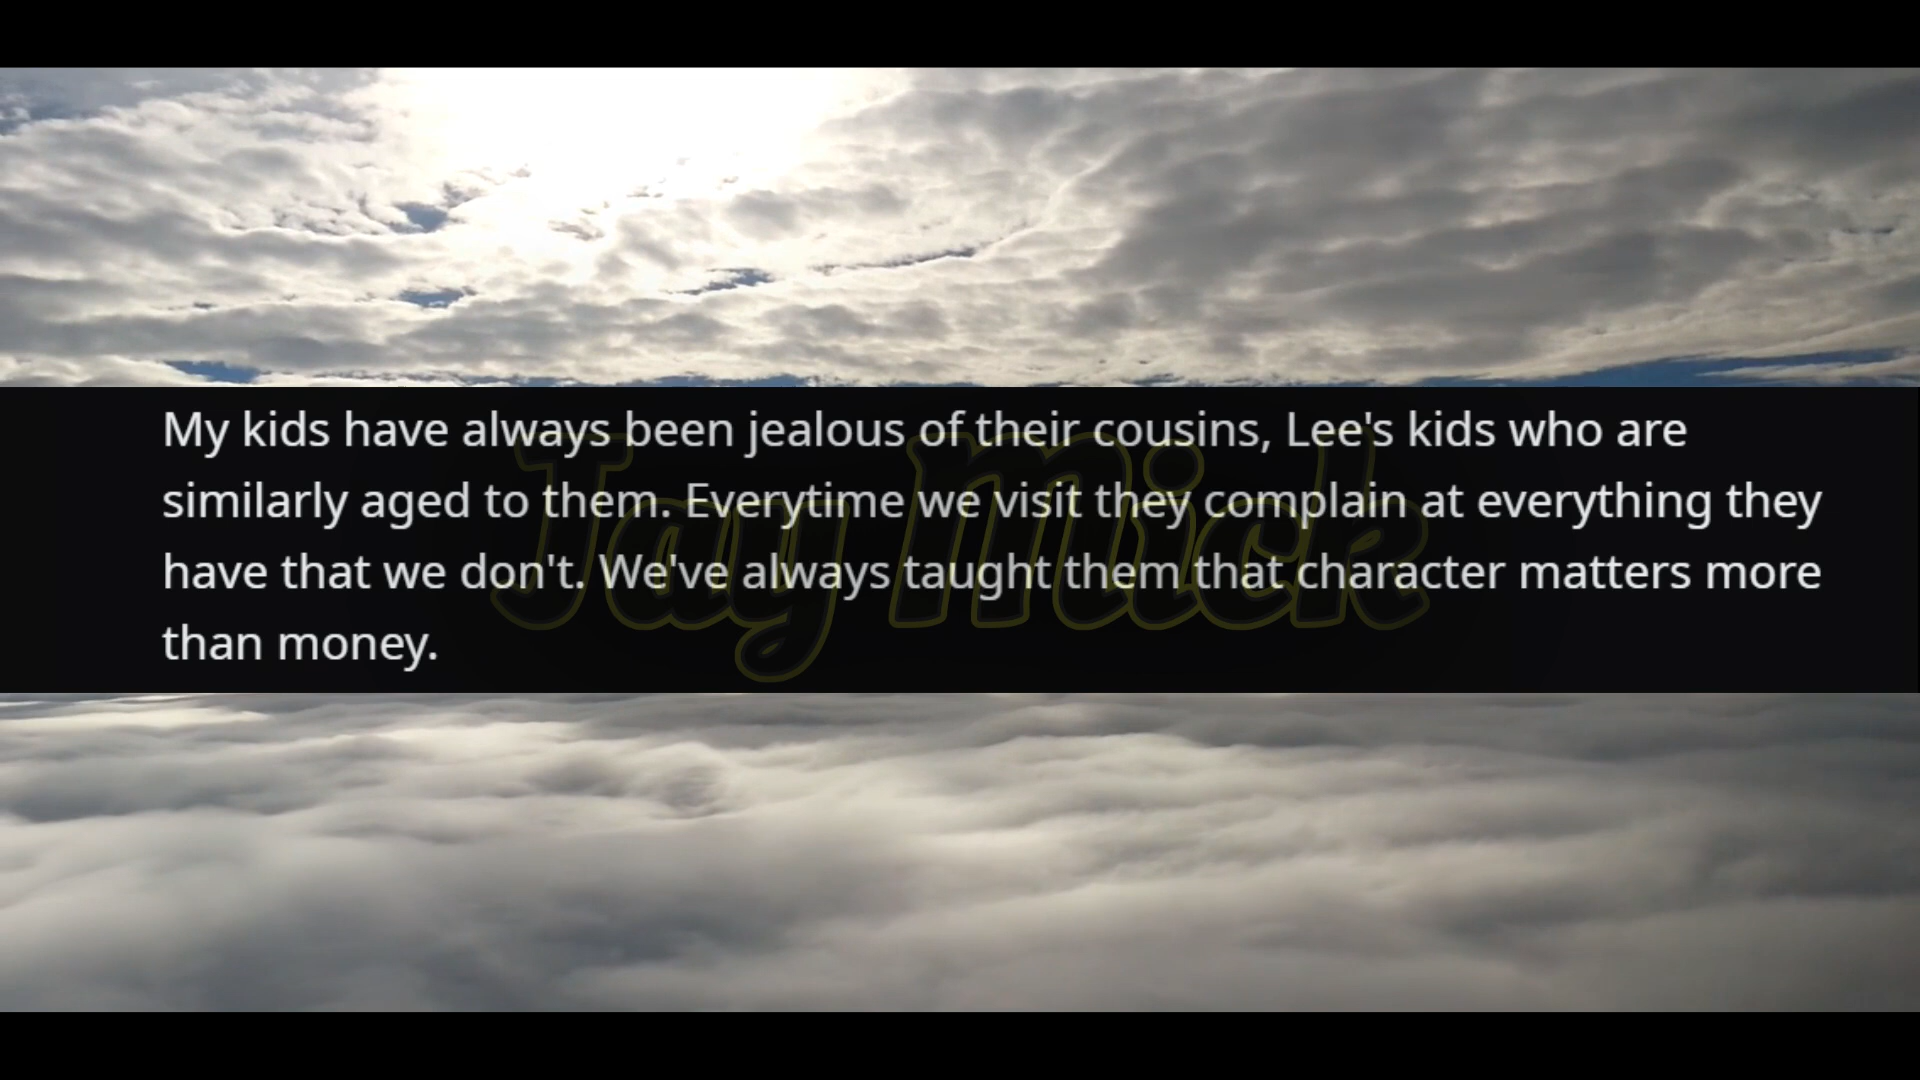 My kids have always been jealous of their cousins, Lee's kids who are
similarly aged to them. Everytime we visit they complain at everything they
have that we don't. We've always taught them that character matters more
than money.
Jay Mick